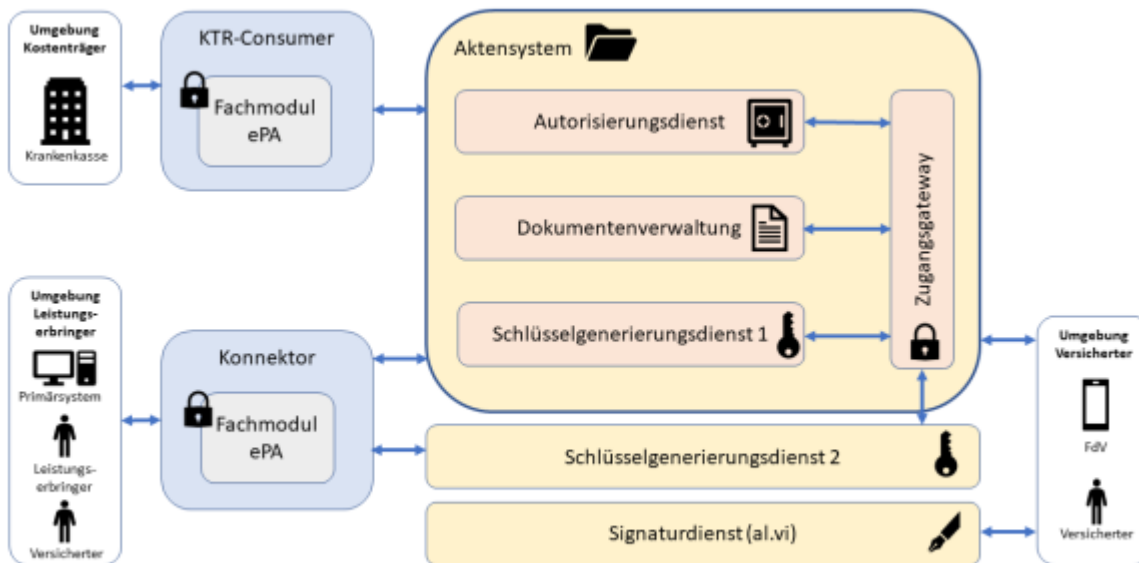 Umgebung
Kostenträger
Krankenkasse
KTR-Consumer
Fachmodul
ePA
Aktensystem
Autorisierungsdienst
Dokumentenverwaltung
Schlüsselgenerierungsdienst 1
Zugangsgateway
Umgebung
Leistungs-
erbringer
Primärsystem
Leistungs-
erbringer
Versicherter
Konnektor
Fachmodul
ePA
Schlüsselgenerierungsdienst 2
Signaturdienst (al.vi)
Umgebung
Versicherter
FdV
Versicherter